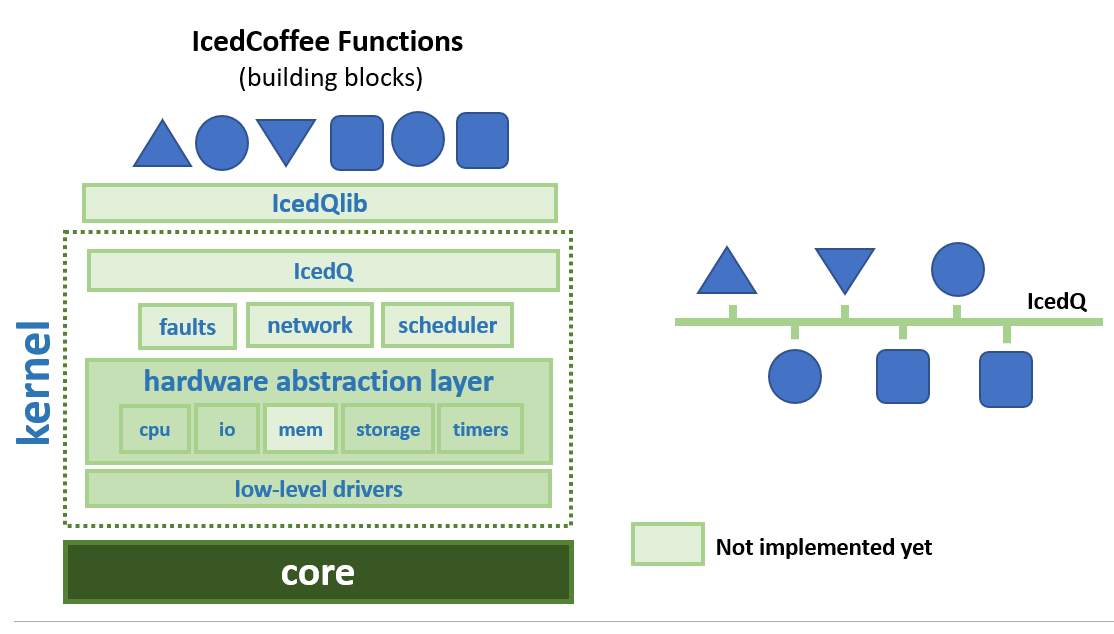 IcedCoffee Functions
(building blocks)
IcedQlib
IcedQ
faults
network
scheduler
hardware abstraction layer
cpu
io
mem
storage
timers
low-level drivers
kernel
core
IcedQ
Not implemented yet